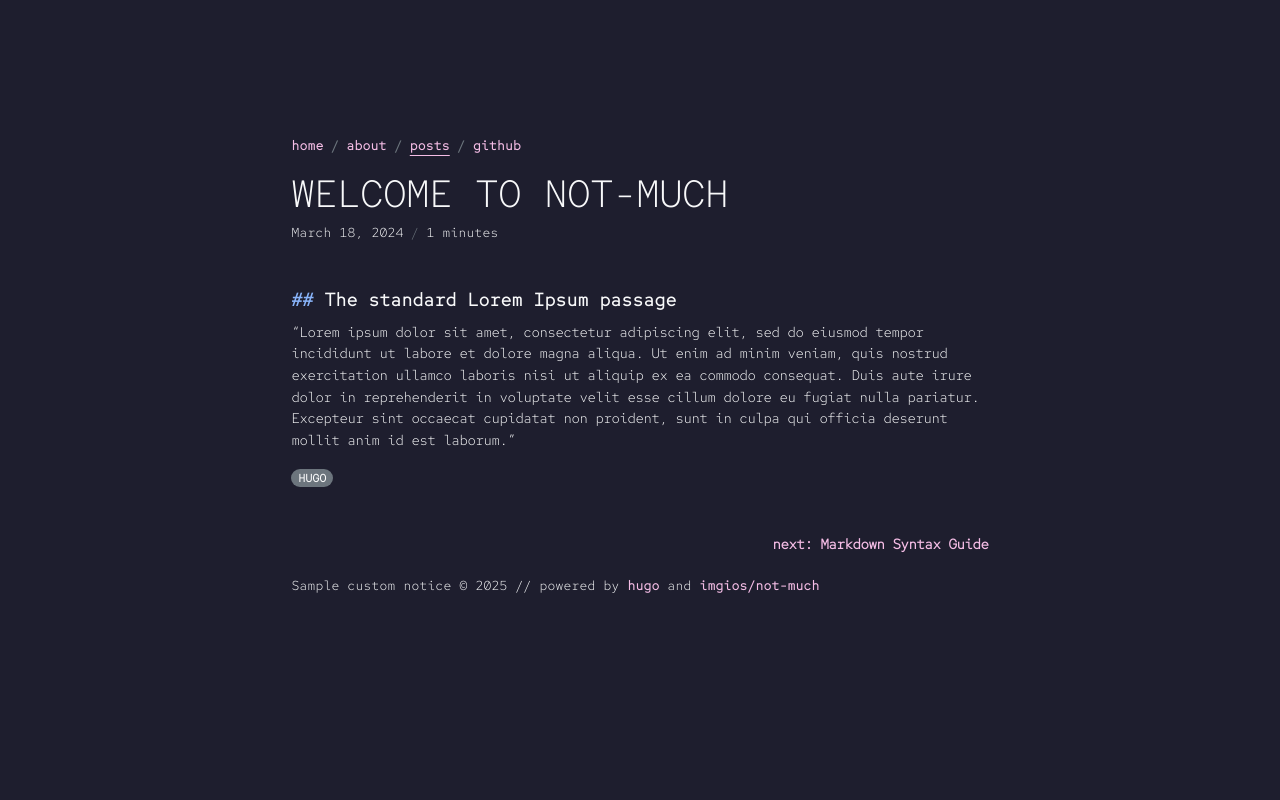 home / about / posts / github
WELCOME TO NOT-MUCH
March 18, 2024 / 1 minutes
## The standard Lorem Ipsum passage
“Lorem ipsum dolor sit amet, consectetur adipiscing elit, sed do eiusmod tempor
incididunt ut labore et dolore magna aliqua. Ut enim ad minim veniam, quis nostrud
exercitation ullamco laboris nisi ut aliquip ex ea commodo consequat. Duis aute irure
dolor in reprehenderit in voluptate velit esse cillum dolore eu fugiat nulla pariatur.
Excepteur sint occaecat cupidatat non proident, sunt in culpa qui officia deserunt
mollit anim id est laborum.”
HUGO
next: Markdown Syntax Guide
Sample custom notice © 2025 // powered by hugo and imgios/not-much